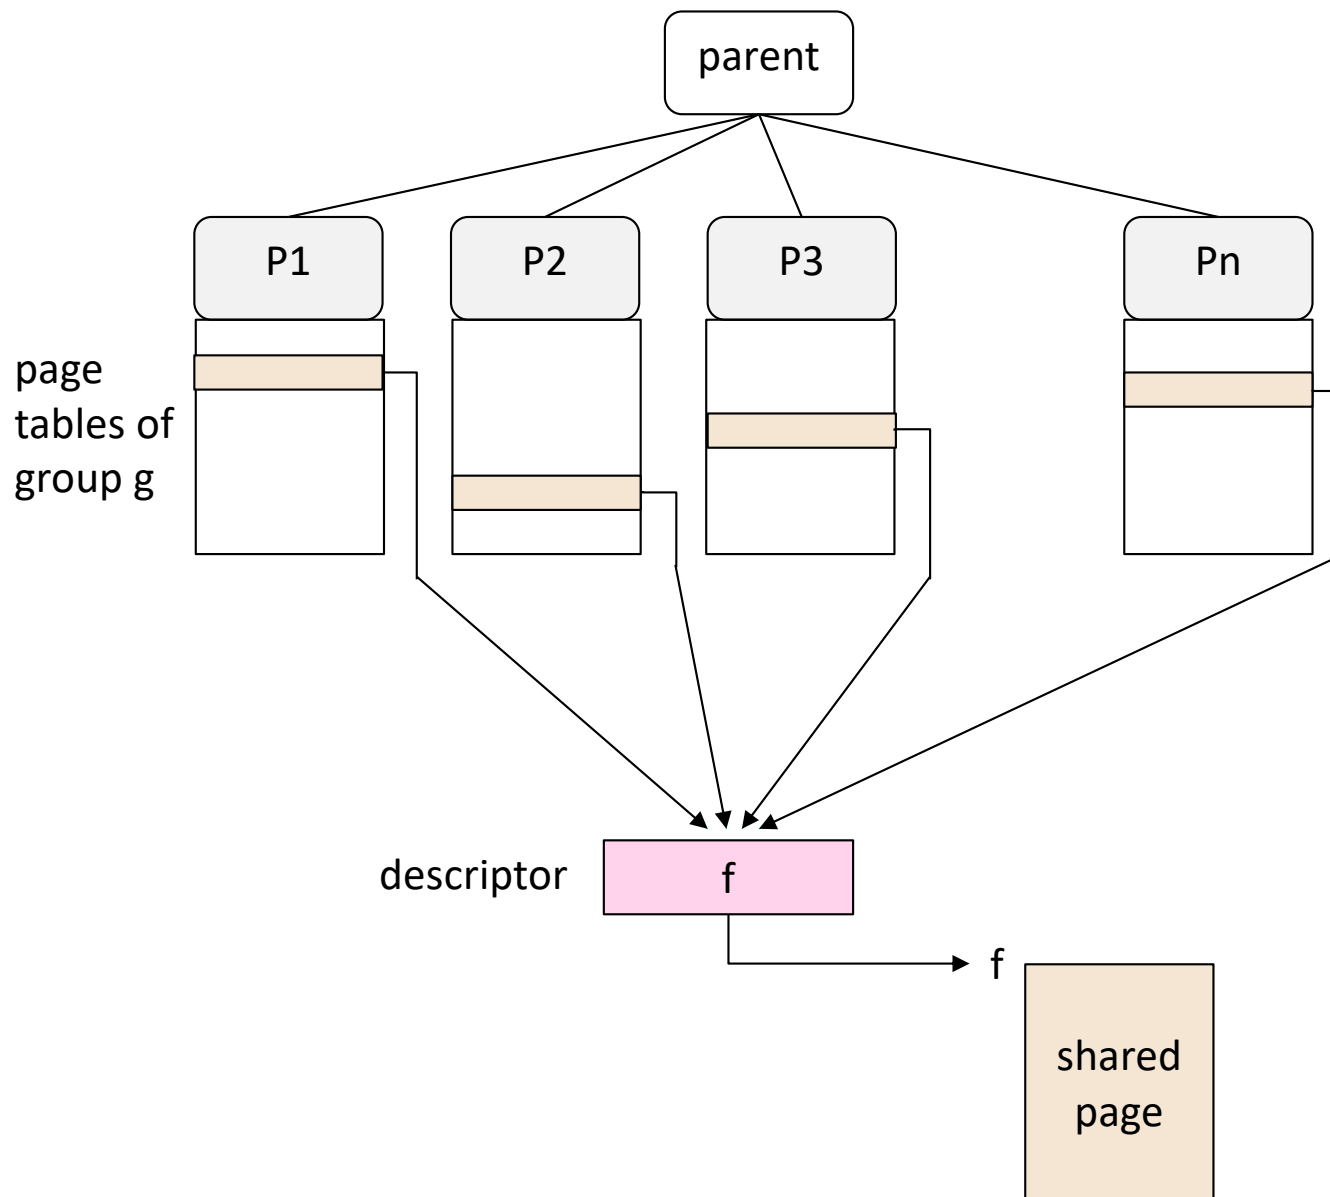 parent
P1
P2
P3
Pn
page
tables of
group g
descriptor
f
f
shared
page